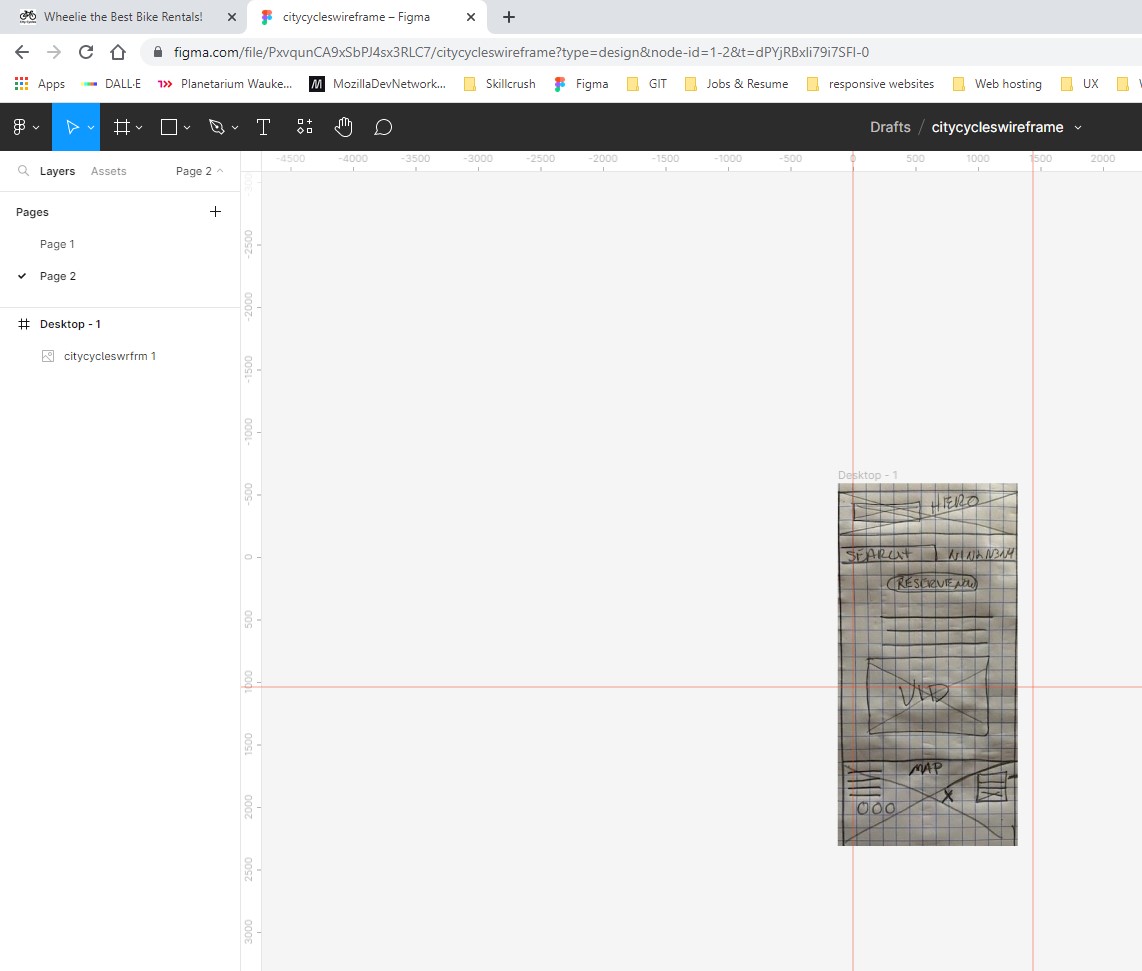 Wheelie the Best Bike Rentals!
citycycleswireframe – Figma
figma.com/file/PxvqunCA9xSbPJ4sx3RLC7/citycycleswireframe?type=design&node-id=1-2&t=dPYjRBxli79i7SFl-0
Apps DALL·E Planetarium Wauke... MozillaDevNetwork... Skillcrush Figma GIT Jobs & Resume responsive websites Web hosting UX
Drafts / citycycleswireframe
Layers Assets Page 2
-4500 -4000 -3500 -3000 -2500 -2000 -1500 -1000 -500 0 500 1000 1500 2000
Pages
Page 1
Page 2
Desktop - 1
citycycleswrfrm 1
-2500
-2000
-1500
-1000
-500
0
500
1000
1500
2000
2500
3000
Desktop - 1
HERO
SEARCH N1N2N3N4
RESERVE NOW
VID
MAP
X